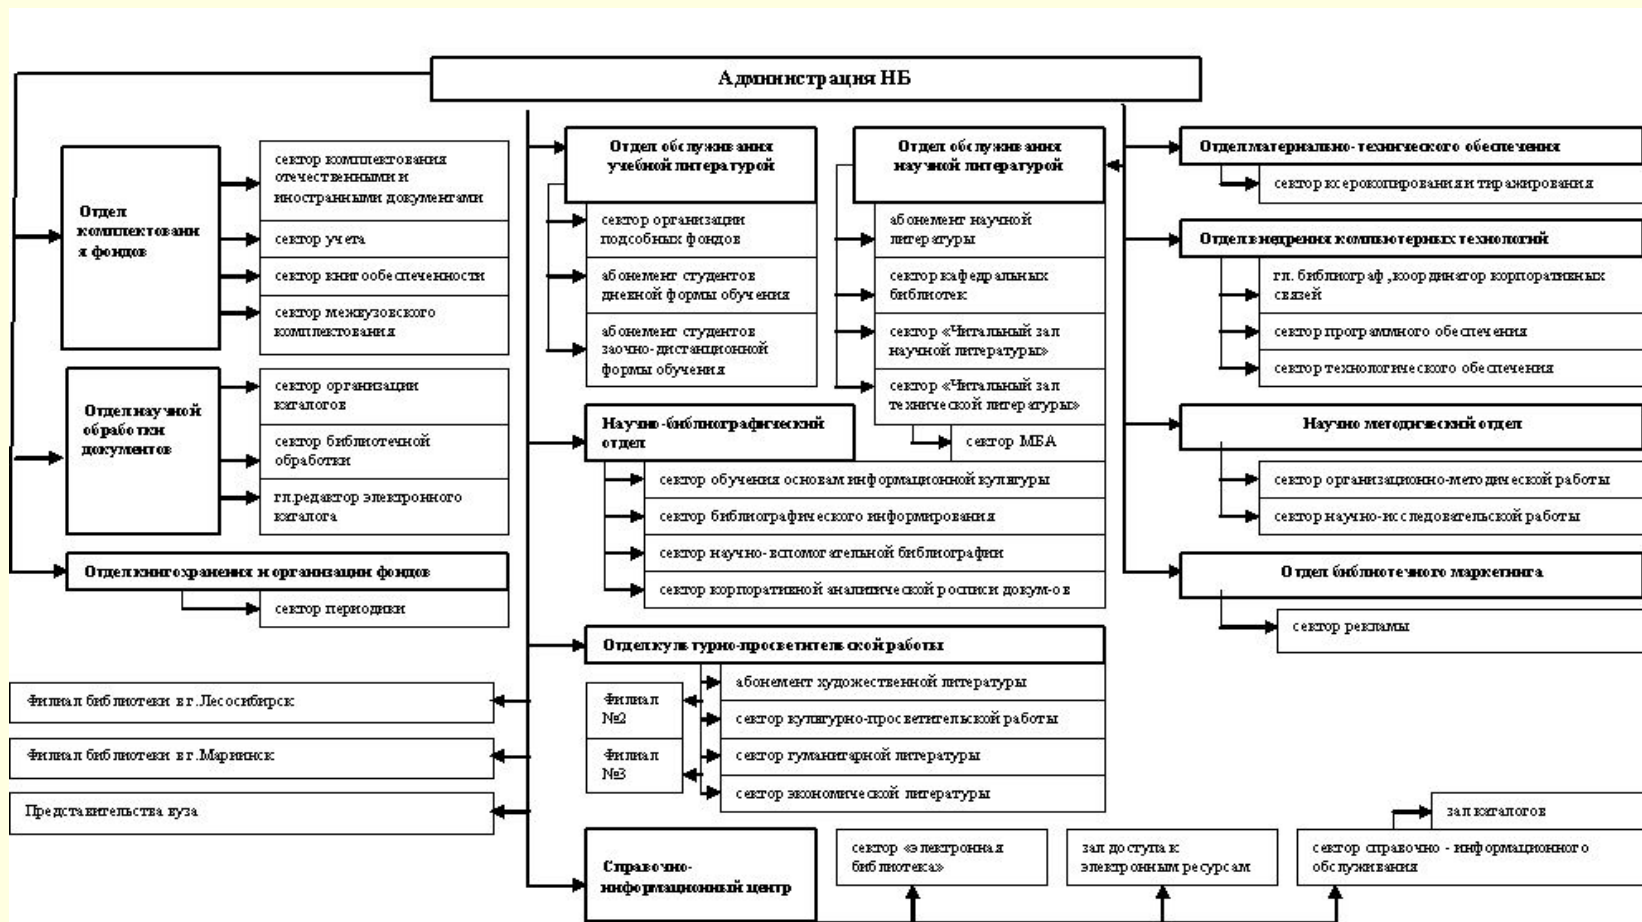 Администрация НБ
Отдел
комплектовани
я фондов
сектор комплектования
отечественными и
иностранными документами
сектор учета
сектор книгообеспеченности
сектор межвузовского
комплектования
Отдел научной
обработки
документов
сектор организации
каталогов
сектор библиотечной
обработки
гл.редактор электронного
каталога
Отдел книгохранения и организации фондов
сектор периодики
Филиал библиотеки в г.Лесосибирск
Филиал библиотеки в г.Мариинск
Представительства вуза
Отдел обслуживания
учебной литературой
сектор организации
подсобных фондов
абонемент студентов
дневной формы обучения
абонемент студентов
заочно-дистанционной
формы обучения
Отдел обслуживания
научной литературой
абонемент научной
литературы
сектор кафедральных
библиотек
сектор «Читальный зал
научной литературы»
сектор «Читальный зал
технической литературы»
сектор МБА
Научно-библиографический
отдел
сектор обучения основам информационной культуры
сектор библиографического информирования
сектор научно-вспомогательной библиографии
сектор корпоративной аналитической росписи докум-ов
Отдел культурно-просветительской работы
Филиал
№2
Филиал
№3
абонемент художественной литературы
сектор культурно-просветительской работы
сектор гуманитарной литературы
сектор экономической литературы
Справочно-
информационный центр
сектор «электронная
библиотека»
зал доступа к
электронным ресурсам
сектор справочно - информационного
обслуживания
зал каталогов
Отдел материально-технического обеспечения
сектор ксерокопирования и тиражирования
Отдел внедрения компьютерных технологий
гл. библиограф ,координатор корпоративных
связей
сектор программного обеспечения
сектор технологического обеспечения
Научно методический отдел
сектор организационно-методической работы
сектор научно-исследовательской работы
Отдел библиотечного маркетинга
сектор рекламы